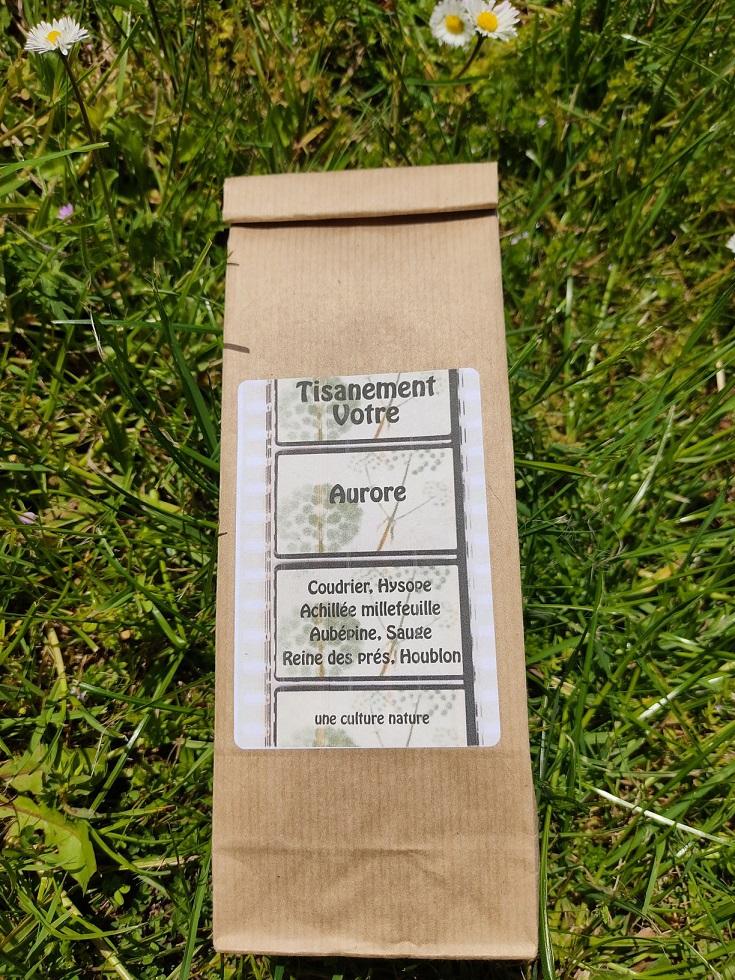 Tisanement
Votre
Aurore
Coudrier, Hysope
Achillée millefeuille
Aubépine, Sauge
Reine des prés, Houblon
une culture nature